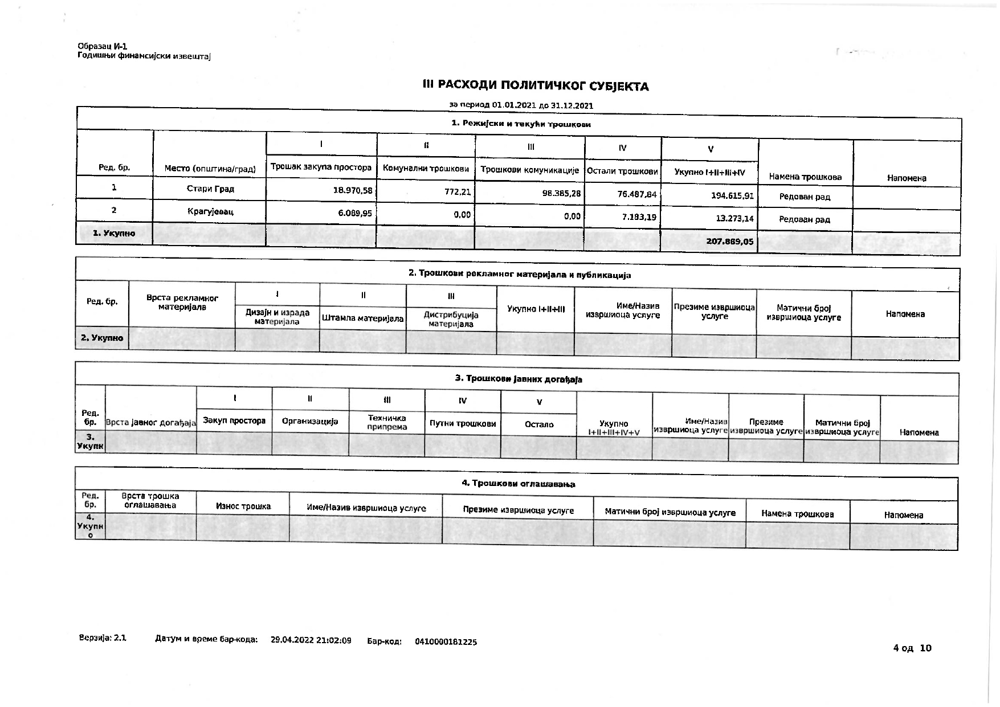 Образац И-1
Годишњи финансијски извештај
III РАСХОДИ ПОЛИТИЧКОГ СУБЈЕКТА
за период 01.01.2021 до 31.12.2021
1. Режијски и текући трошкови
Ред. бр. Место (општина/град) I II III IV V Намена трошкова Напомена
Трошак закупа простора Комунални трошкови Трошкови комуникације Остали трошкови Укупно I+II+III+IV
1 Стари Град 18.970,58 772,21 98.385,28 76.487,84 194.615,91 Редован рад
2 Крагујевац 6.089,95 0,00 0,00 7.183,19 13.273,14 Редован рад
1. Укупно 207.889,05
2. Трошкови рекламног материјала и публикација
Ред. бр. Врста рекламног материјала I II III Укупно I+II+III Име/Назив извршиоца услуге Презиме извршиоца услуге Матични број извршиоца услуге Напомена
Дизајн и израда материјала Штампа материјала Дистрибуција материјала
2. Укупно
3. Трошкови јавних догађаја
Ред. бр. Врста јавног догађаја I II III IV V Укупно I+II+III+IV+V Име/Назив извршиоца услуге Презиме извршиоца услуге Матични број извршиоца услуге Напомена
Закуп простора Организација Техничка припрема Путни трошкови Остало
3.
Укупн
4. Трошкови оглашавања
Ред. бр. Врста трошка оглашавања Износ трошка Име/Назив извршиоца услуге Презиме извршиоца услуге Матични број извршиоца услуге Намена трошкова Напомена
4.
Укупн
о
Верзија: 2.1 Датум и време бар-кода: 29.04.2022 21:02:09 Бар-код: 0410000181225
4 од 10